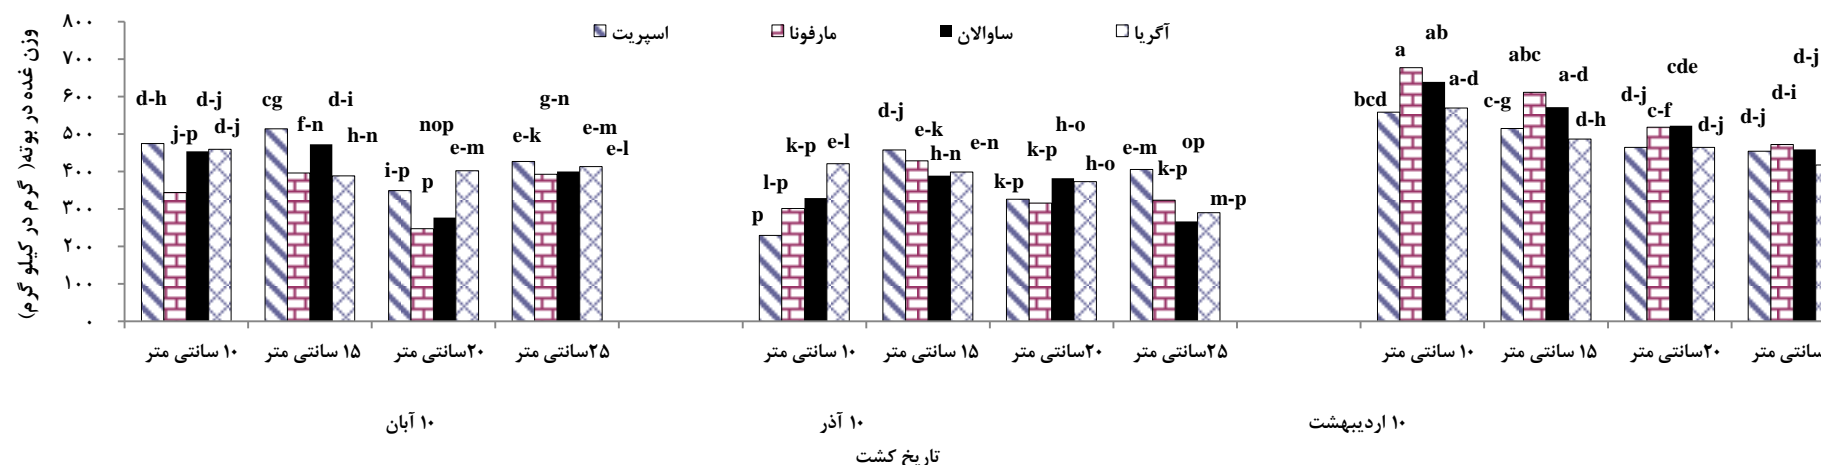 وزن غده در بوته( گرم در کیلو گرم)
۸۰۰
۷۰۰
۶۰۰
۵۰۰
۴۰۰
۳۰۰
۲۰۰
۱۰۰
۰
اسپریت مارفونا ساوالان آگریا
d-h j-p d-j d-j
cg f-n d-i h-n
i-p p nop e-m
e-k g-n e-m e-l
p l-p k-p e-l
d-j e-k h-n e-n
k-p k-p h-o h-o
e-m k-p op m-p
bcd a ab a-d
c-g abc a-d d-h
d-j c-f cde d-j
d-j d-i d-j
۱۰ سانتی متر ۱۵ سانتی متر ۲۰سانتی متر ۲۵سانتی متر ۱۰ سانتی متر ۱۵ سانتی متر ۲۰سانتی متر ۲۵سانتی متر ۱۰ سانتی متر ۱۵ سانتی متر ۲۰سانتی متر سانتی متر
۱۰ آبان ۱۰ آذر ۱۰ اردیبهشت
تاریخ کشت